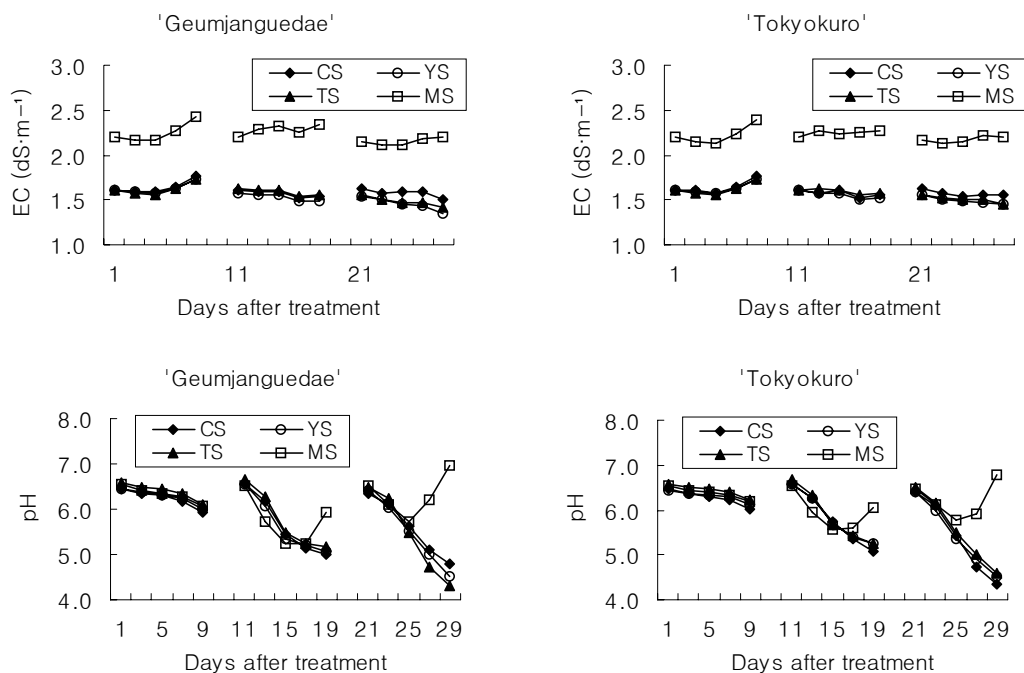 'Geumjanguedae'
3.0
2.5
2.0
1.5
1.0
EC (dS·m⁻¹)
CS YS
TS MS
1 11 21
Days after treatment
'Tokyokuro'
3.0
2.5
2.0
1.5
1.0
EC (dS·m⁻¹)
CS YS
TS MS
1 11 21
Days after treatment
'Geumjanguedae'
8.0
7.0
6.0
5.0
4.0
pH
CS YS
TS MS
1 5 9 11 15 19 21 25 29
Days after treatment
'Tokyokuro'
8.0
7.0
6.0
5.0
4.0
pH
CS YS
TS MS
1 5 9 11 15 19 21 25 29
Days after treatment